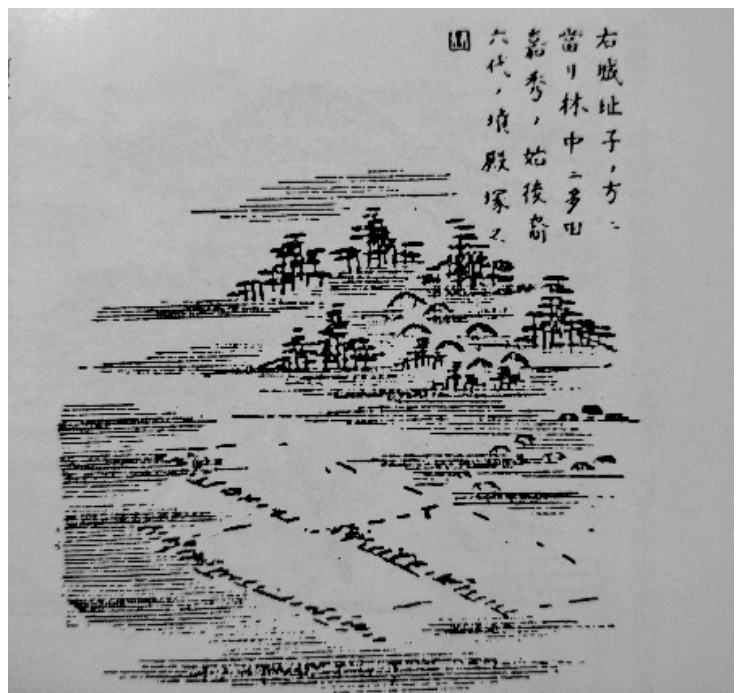 右城址子ノ方ニ
當リ林中ニ多田
嘉秀ノ始後裔
六代ノ墳殿塚之
圖